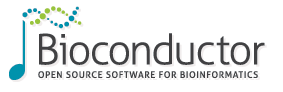 Bioconductor
OPEN SOURCE SOFTWARE FOR BIOINFORMATICS